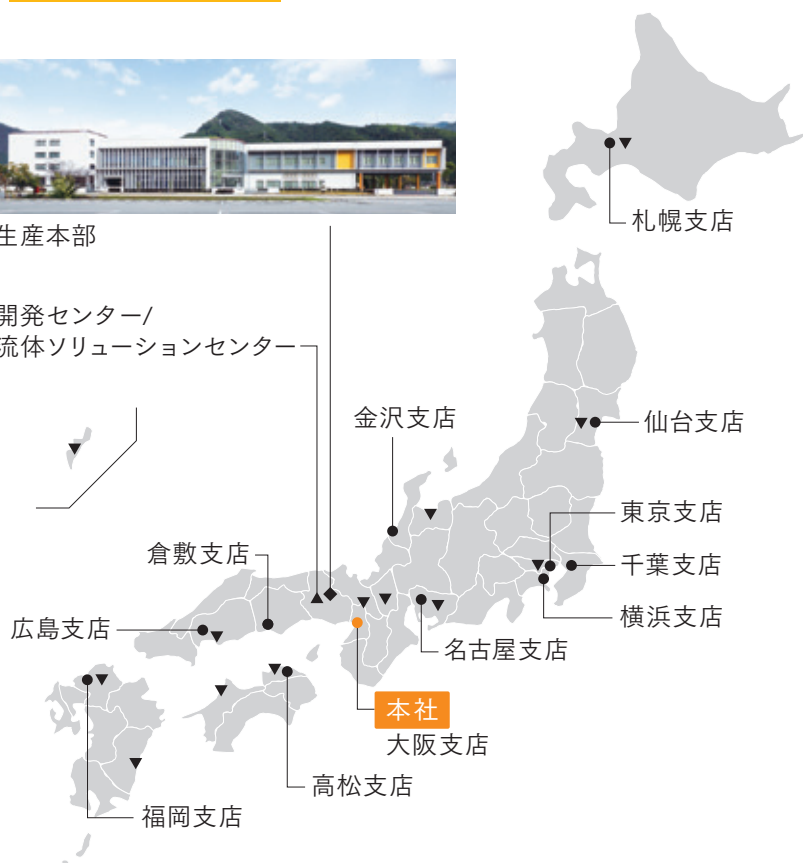 生産本部
開発センター/
流体ソリューションセンター
札幌支店
仙台支店
金沢支店
東京支店
千葉支店
横浜支店
倉敷支店
広島支店
名古屋支店
本社
大阪支店
高松支店
福岡支店